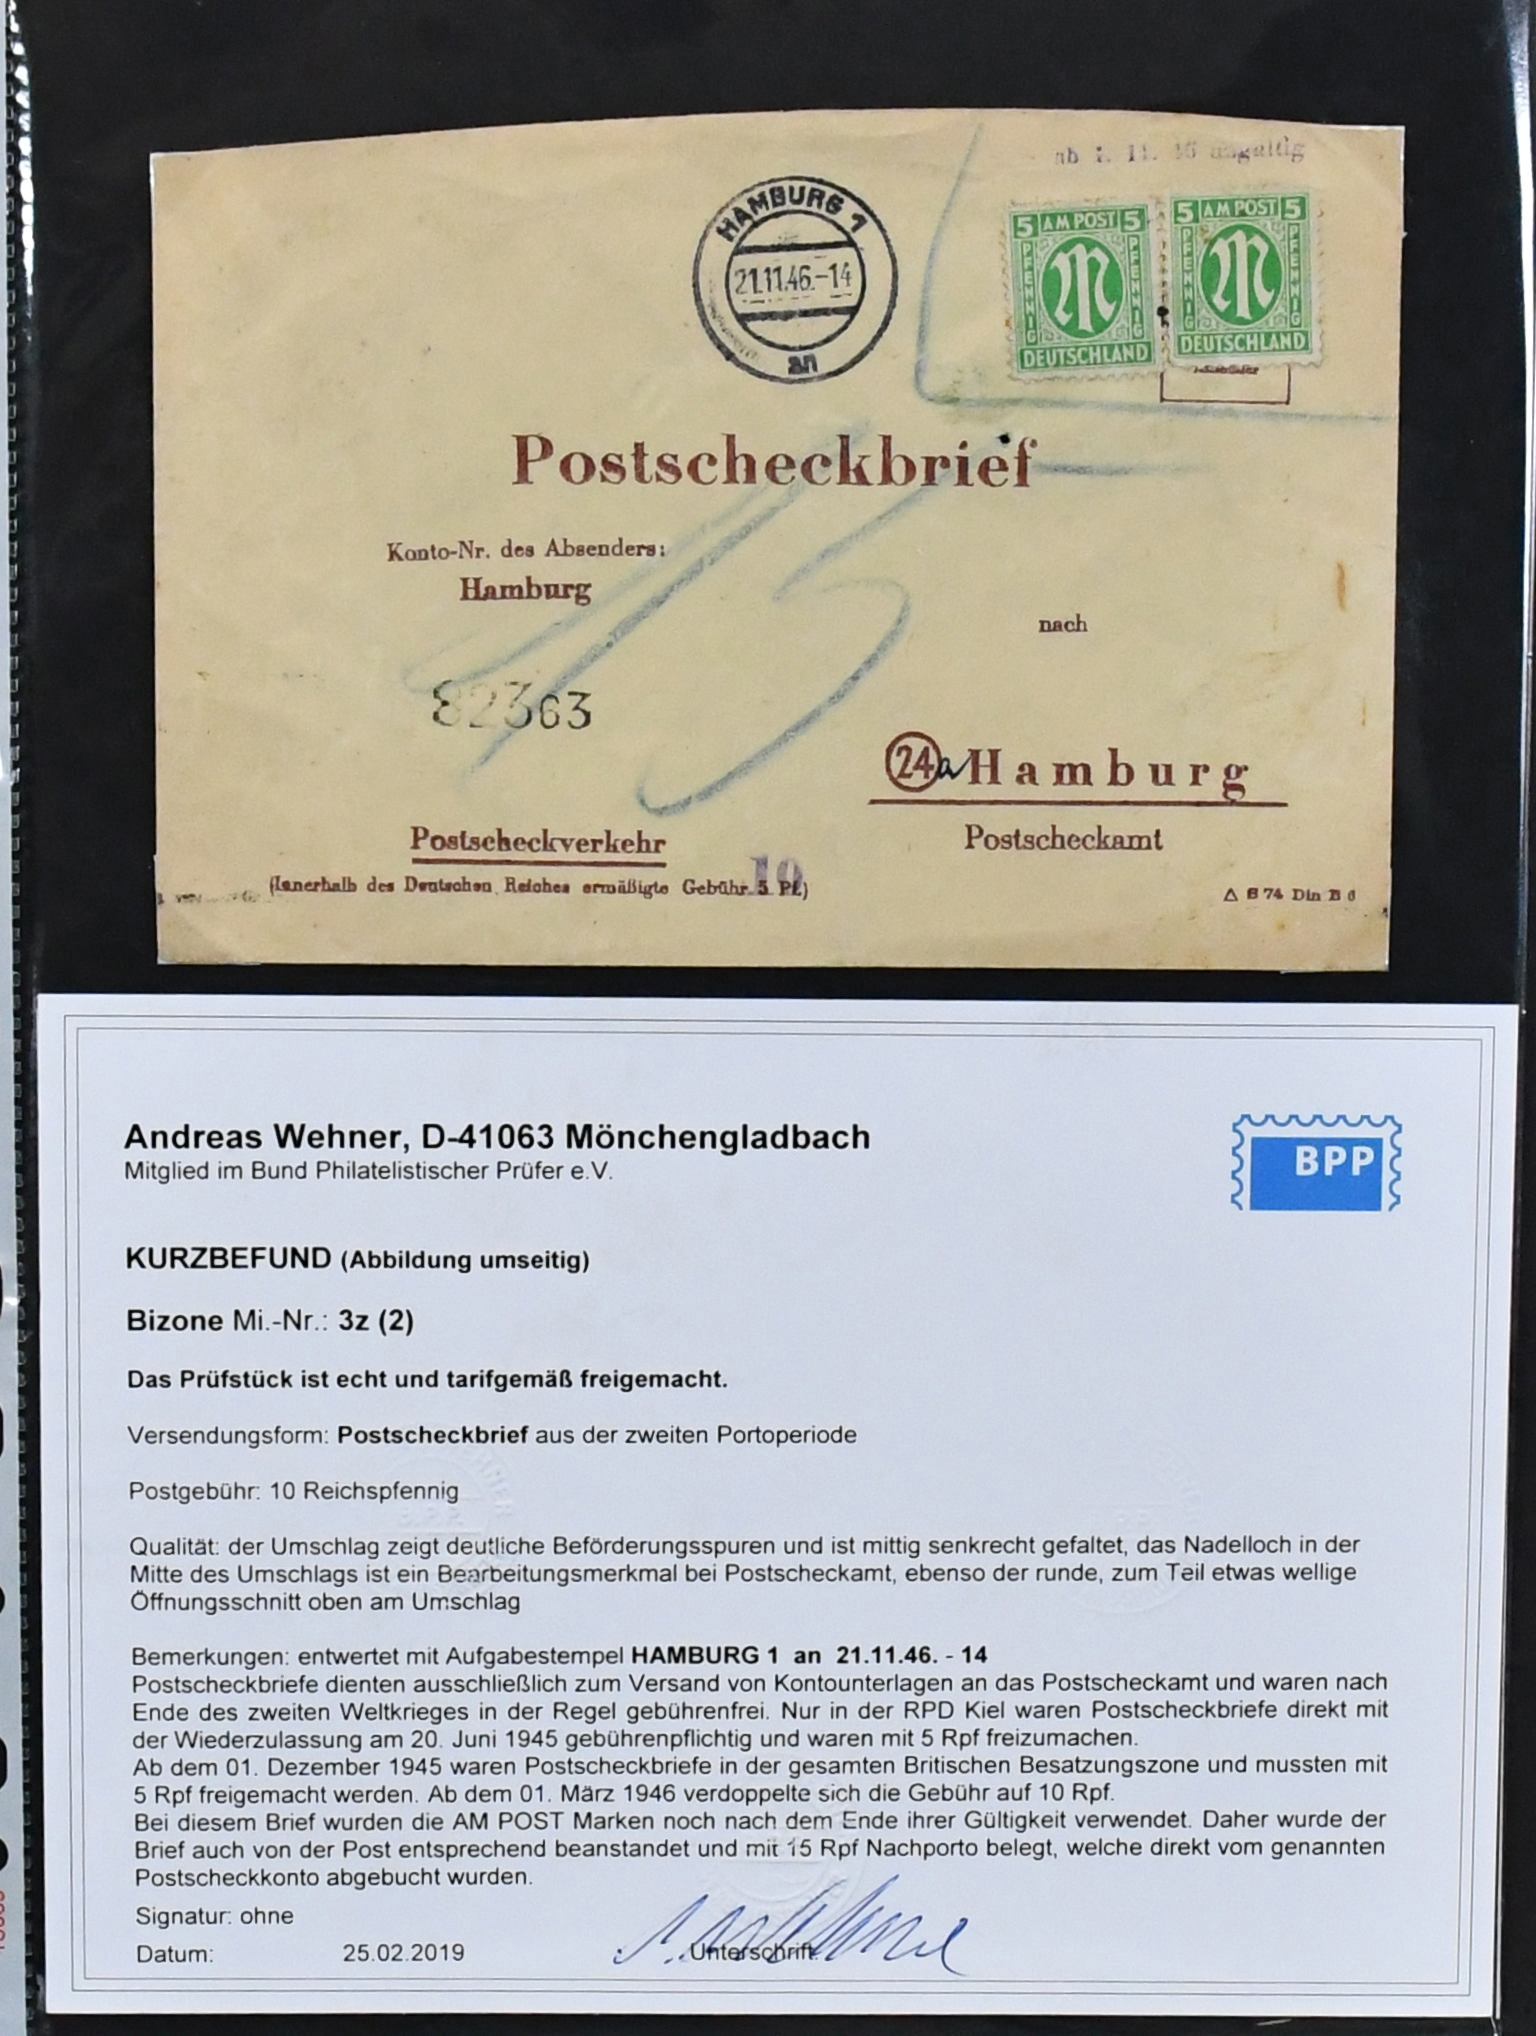 ab 1. 11. 46 ungültig
HAMBURG 1
21.11.46.-14
an
5 AM POST 5
PFENNIG PFENNIG
DEUTSCHLAND
5 AM POST 5
PFENNIG PFENNIG
DEUTSCHLAND
Postscheckbrief
Konto-Nr. des Absenders:
Hamburg
nach
15
82363
24a Hamburg
Postscheckverkehr
Postscheckamt
10
(Innerhalb des Deutschen Reiches ermäßigte Gebühr 5 Pf.)
△ B 74 Din B 6
Andreas Wehner, D-41063 Mönchengladbach
Mitglied im Bund Philatelistischer Prüfer e.V.
BPP
KURZBEFUND (Abbildung umseitig)
Bizone Mi.-Nr.: 3z (2)
Das Prüfstück ist echt und tarifgemäß freigemacht.
Versendungsform: Postscheckbrief aus der zweiten Portoperiode
Postgebühr: 10 Reichspfennig
Qualität: der Umschlag zeigt deutliche Beförderungsspuren und ist mittig senkrecht gefaltet, das Nadelloch in der
Mitte des Umschlags ist ein Bearbeitungsmerkmal bei Postscheckamt, ebenso der runde, zum Teil etwas wellige
Öffnungsschnitt oben am Umschlag
Bemerkungen: entwertet mit Aufgabestempel HAMBURG 1 an 21.11.46. - 14
Postscheckbriefe dienten ausschließlich zum Versand von Kontounterlagen an das Postscheckamt und waren nach
Ende des zweiten Weltkrieges in der Regel gebührenfrei. Nur in der RPD Kiel waren Postscheckbriefe direkt mit
der Wiederzulassung am 20. Juni 1945 gebührenpflichtig und waren mit 5 Rpf freizumachen.
Ab dem 01. Dezember 1945 waren Postscheckbriefe in der gesamten Britischen Besatzungszone und mussten mit
5 Rpf freigemacht werden. Ab dem 01. März 1946 verdoppelte sich die Gebühr auf 10 Rpf.
Bei diesem Brief wurden die AM POST Marken noch nach dem Ende ihrer Gültigkeit verwendet. Daher wurde der
Brief auch von der Post entsprechend beanstandet und mit 15 Rpf Nachporto belegt, welche direkt vom genannten
Postscheckkonto abgebucht wurden.
Signatur: ohne
Datum: 25.02.2019 Unterschrift: